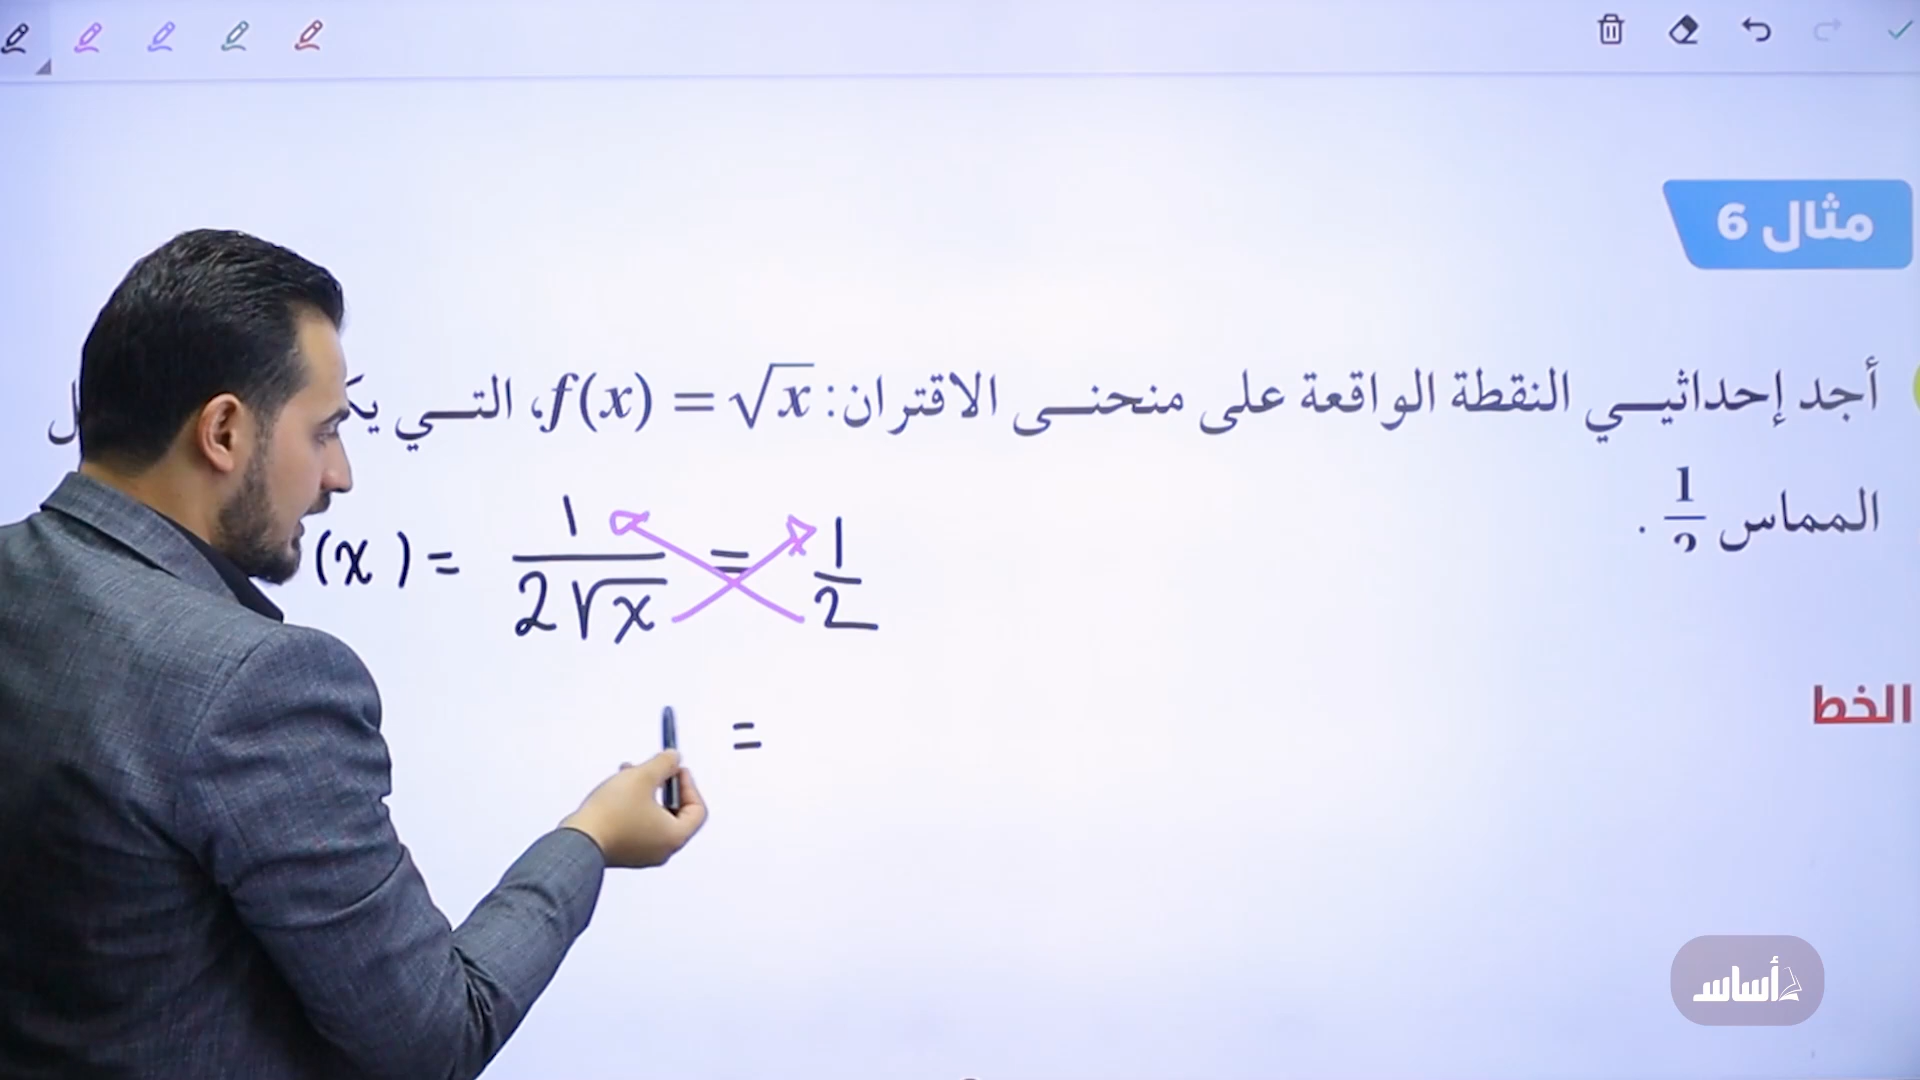 مثال 6
أجد إحداثيي النقطة الواقعة على منحنى الاقتران: f(x) = √x، التي
المماس 1/2 .
(x) = 1/(2√x) = 1/2
=
الخط
أساس